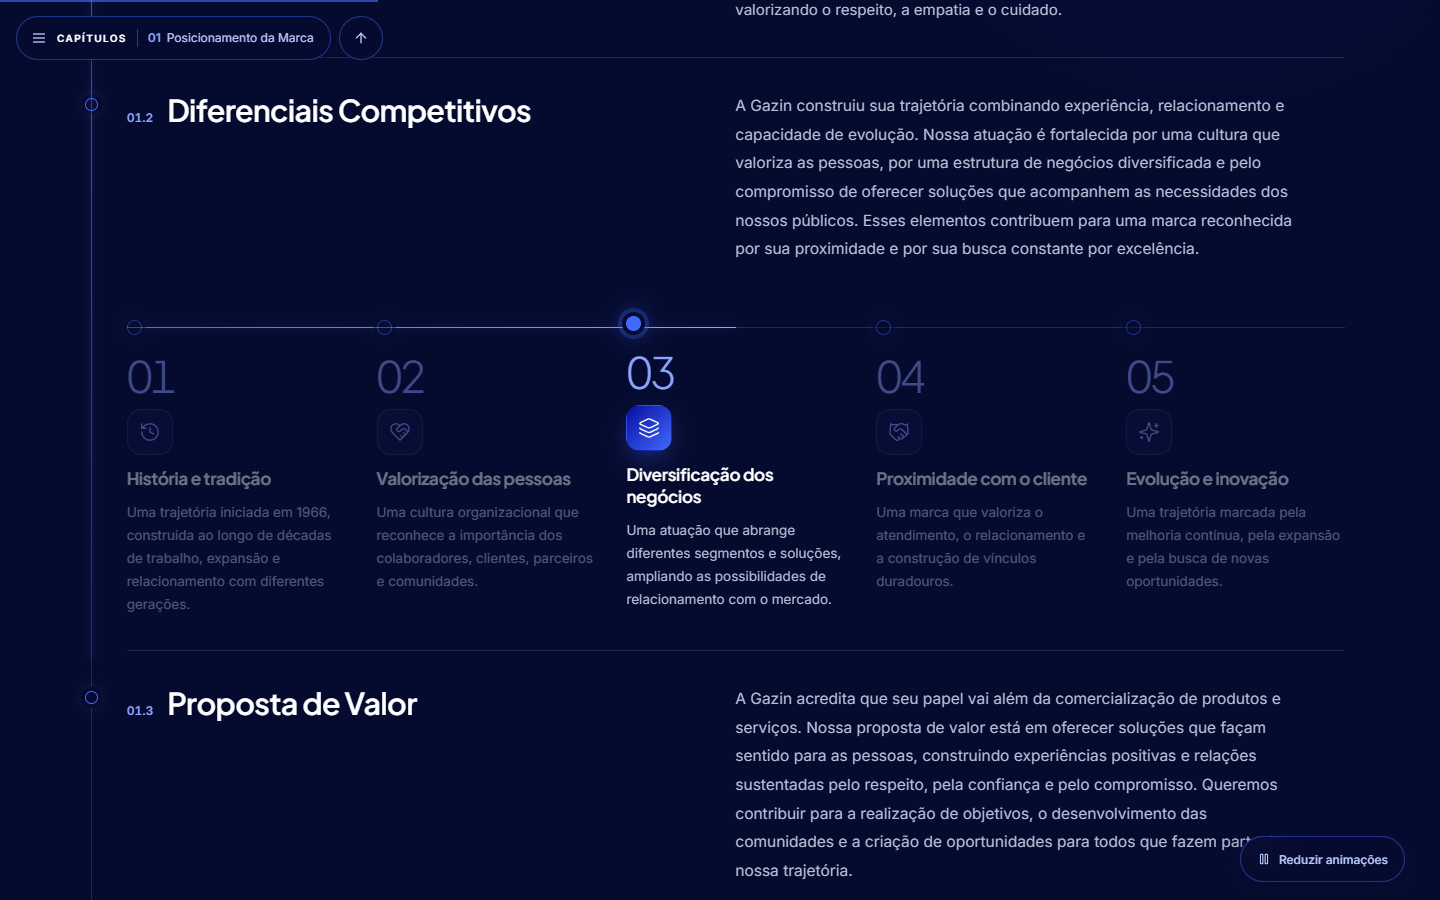 valorizando o respeito, a empatia e o cuidado.
CAPÍTULOS 01 Posicionamento da Marca
01.2 Diferenciais Competitivos
A Gazin construiu sua trajetória combinando experiência, relacionamento e
capacidade de evolução. Nossa atuação é fortalecida por uma cultura que
valoriza as pessoas, por uma estrutura de negócios diversificada e pelo
compromisso de oferecer soluções que acompanhem as necessidades dos
nossos públicos. Esses elementos contribuem para uma marca reconhecida
por sua proximidade e por sua busca constante por excelência.
01
História e tradição
Uma trajetória iniciada em 1966,
construída ao longo de décadas
de trabalho, expansão e
relacionamento com diferentes
gerações.
02
Valorização das pessoas
Uma cultura organizacional que
reconhece a importância dos
colaboradores, clientes, parceiros
e comunidades.
03
Diversificação dos
negócios
Uma atuação que abrange
diferentes segmentos e soluções,
ampliando as possibilidades de
relacionamento com o mercado.
04
Proximidade com o cliente
Uma marca que valoriza o
atendimento, o relacionamento e
a construção de vínculos
duradouros.
05
Evolução e inovação
Uma trajetória marcada pela
melhoria contínua, pela expansão
e pela busca de novas
oportunidades.
01.3 Proposta de Valor
A Gazin acredita que seu papel vai além da comercialização de produtos e
serviços. Nossa proposta de valor está em oferecer soluções que façam
sentido para as pessoas, construindo experiências positivas e relações
sustentadas pelo respeito, pela confiança e pelo compromisso. Queremos
contribuir para a realização de objetivos, o desenvolvimento das
comunidades e a criação de oportunidades para todos que fazem
nossa trajetória.
Reduzir animações